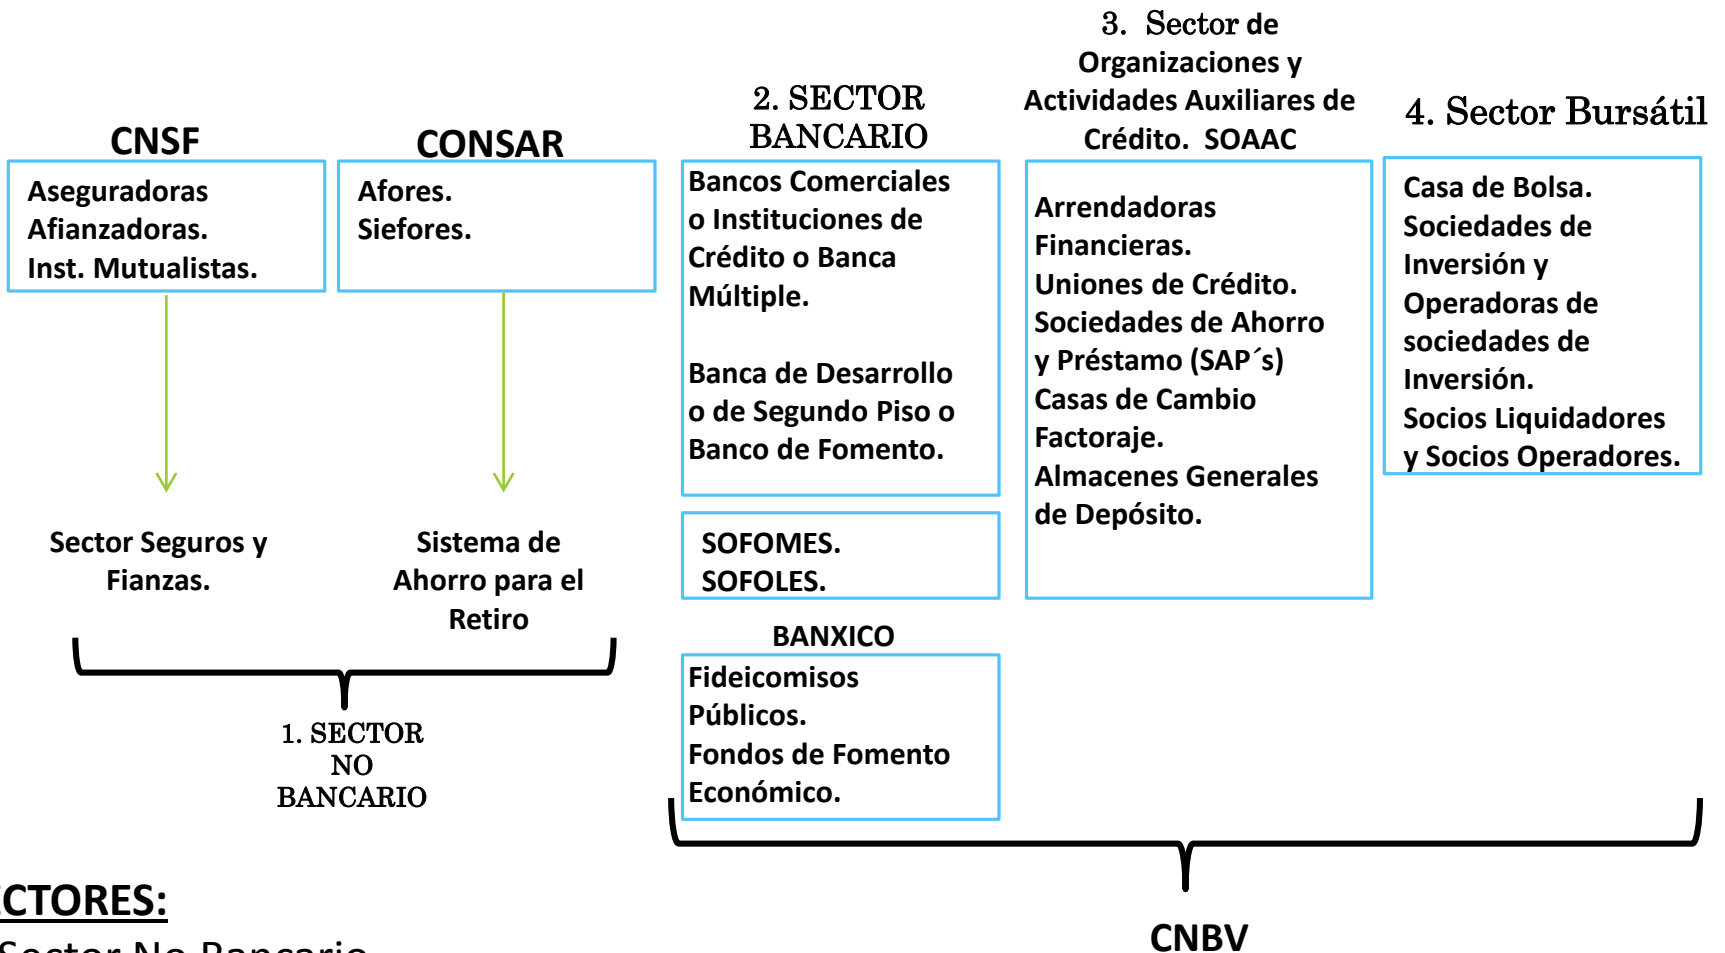 CNSF
Aseguradoras
Afianzadoras.
Inst. Mutualistas.
Sector Seguros y
Fianzas.
CONSAR
Afores.
Siefores.
Sistema de
Ahorro para el
Retiro
1. SECTOR
NO
BANCARIO
2. SECTOR
BANCARIO
Bancos Comerciales
o Instituciones de
Crédito o Banca
Múltiple.
Banca de Desarrollo
o de Segundo Piso o
Banco de Fomento.
SOFOMES.
SOFOLES.
BANXICO
Fideicomisos
Públicos.
Fondos de Fomento
Económico.
3. Sector de
Organizaciones y
Actividades Auxiliares de
Crédito. SOAAC
Arrendadoras
Financieras.
Uniones de Crédito.
Sociedades de Ahorro
y Préstamo (SAP´s)
Casas de Cambio
Factoraje.
Almacenes Generales
de Depósito.
4. Sector Bursátil
Casa de Bolsa.
Sociedades de
Inversión y
Operadoras de
sociedades de
Inversión.
Socios Liquidadores
y Socios Operadores.
CNBV
ECTORES:
Sector No Bancario